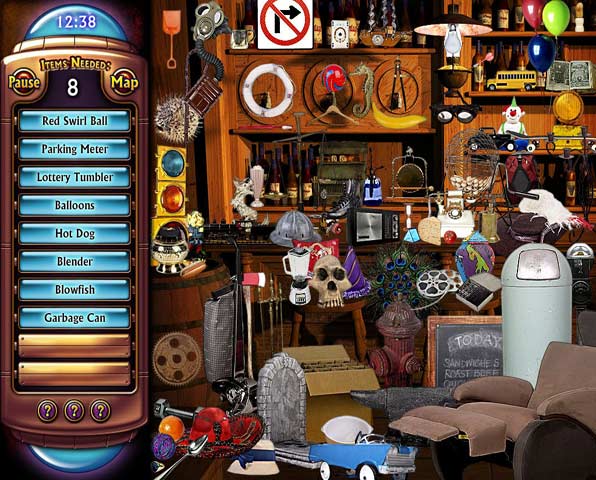 12:38
Items Needed:
Pause
8
Map
Red Swirl Ball
Parking Meter
Lottery Tumbler
Balloons
Hot Dog
Blender
Blowfish
Garbage Can
? ? ?
TODAY
SANDWICHES
ROAST BEEF